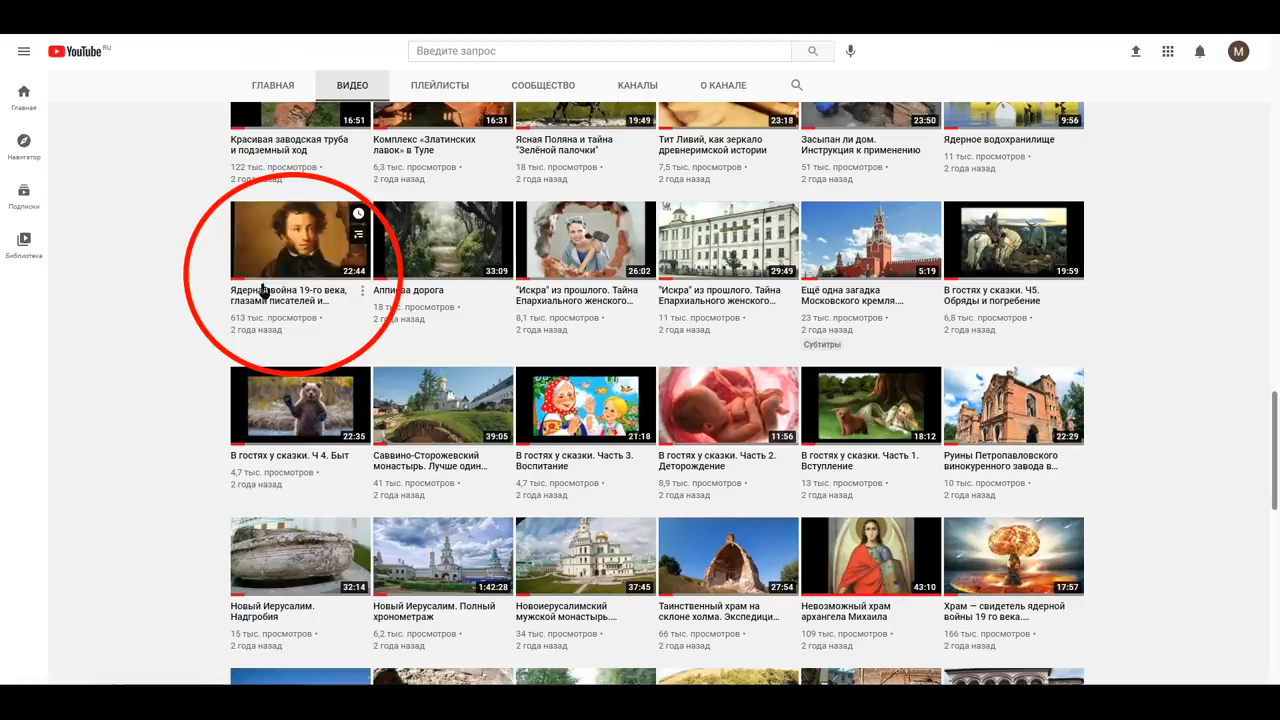 YouTube RU
Введите запрос
M
Главная
Навигатор
Подписки
Библиотека
ГЛАВНАЯ ВИДЕО ПЛЕЙЛИСТЫ СООБЩЕСТВО КАНАЛЫ О КАНАЛЕ
16:51 16:31 19:49 23:18 23:50 9:56
Красивая заводская труба
и подземный ход
122 тыс. просмотров •
2 года назад
Комплекс «Златинских
лавок» в Туле
6,3 тыс. просмотров •
2 года назад
Ясная Поляна и тайна
"Зелёной палочки"
18 тыс. просмотров •
2 года назад
Тит Ливий, как зеркало
древнеримской истории
7,5 тыс. просмотров •
2 года назад
Засыпан ли дом.
Инструкция к применению
51 тыс. просмотров •
2 года назад
Ядерное водохранилище
11 тыс. просмотров •
2 года назад
22:44 33:09 26:02 29:49 5:19 19:59
Ядерная война 19-го века,
глазами писателей и...
613 тыс. просмотров •
2 года назад
Аппиева дорога
18 тыс. просмотров •
2 года назад
"Искра" из прошлого. Тайна
Епархиального женского...
8,1 тыс. просмотров •
2 года назад
"Искра" из прошлого. Тайна
Епархиального женского...
11 тыс. просмотров •
2 года назад
Ещё одна загадка
Московского кремля....
23 тыс. просмотров •
2 года назад
Субтитры
В гостях у сказки. Ч5.
Обряды и погребение
6,8 тыс. просмотров •
2 года назад
22:35 39:05 21:18 11:56 18:12 22:29
В гостях у сказки. Ч 4. Быт
4,7 тыс. просмотров •
2 года назад
Саввино-Сторожевский
монастырь. Лучше один...
41 тыс. просмотров •
2 года назад
В гостях у сказки. Часть 3.
Воспитание
4,7 тыс. просмотров •
2 года назад
В гостях у сказки. Часть 2.
Деторождение
8,9 тыс. просмотров •
2 года назад
В гостях у сказки. Часть 1.
Вступление
13 тыс. просмотров •
2 года назад
Руины Петропавловского
винокуренного завода в...
10 тыс. просмотров •
2 года назад
32:14 1:42:28 37:45 27:54 43:10 17:57
Новый Иерусалим.
Надгробия
15 тыс. просмотров •
2 года назад
Новый Иерусалим. Полный
хронометраж
6,2 тыс. просмотров •
2 года назад
Новоиерусалимский
мужской монастырь....
34 тыс. просмотров •
2 года назад
Таинственный храм на
склоне холма. Экспедици...
66 тыс. просмотров •
2 года назад
Невозможный храм
архангела Михаила
109 тыс. просмотров •
2 года назад
Храм — свидетель ядерной
войны 19 го века....
166 тыс. просмотров •
2 года назад